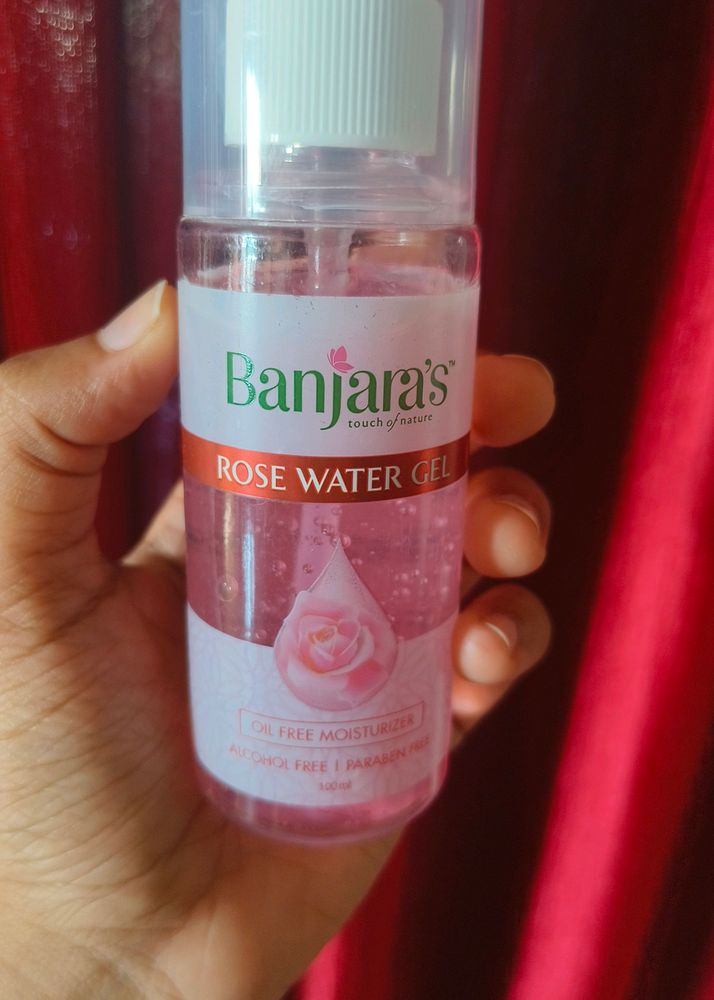 Banjara's™
touch of nature
ROSE WATER GEL
OIL FREE MOISTURIZER
ALCOHOL FREE | PARABEN FREE
100 ml